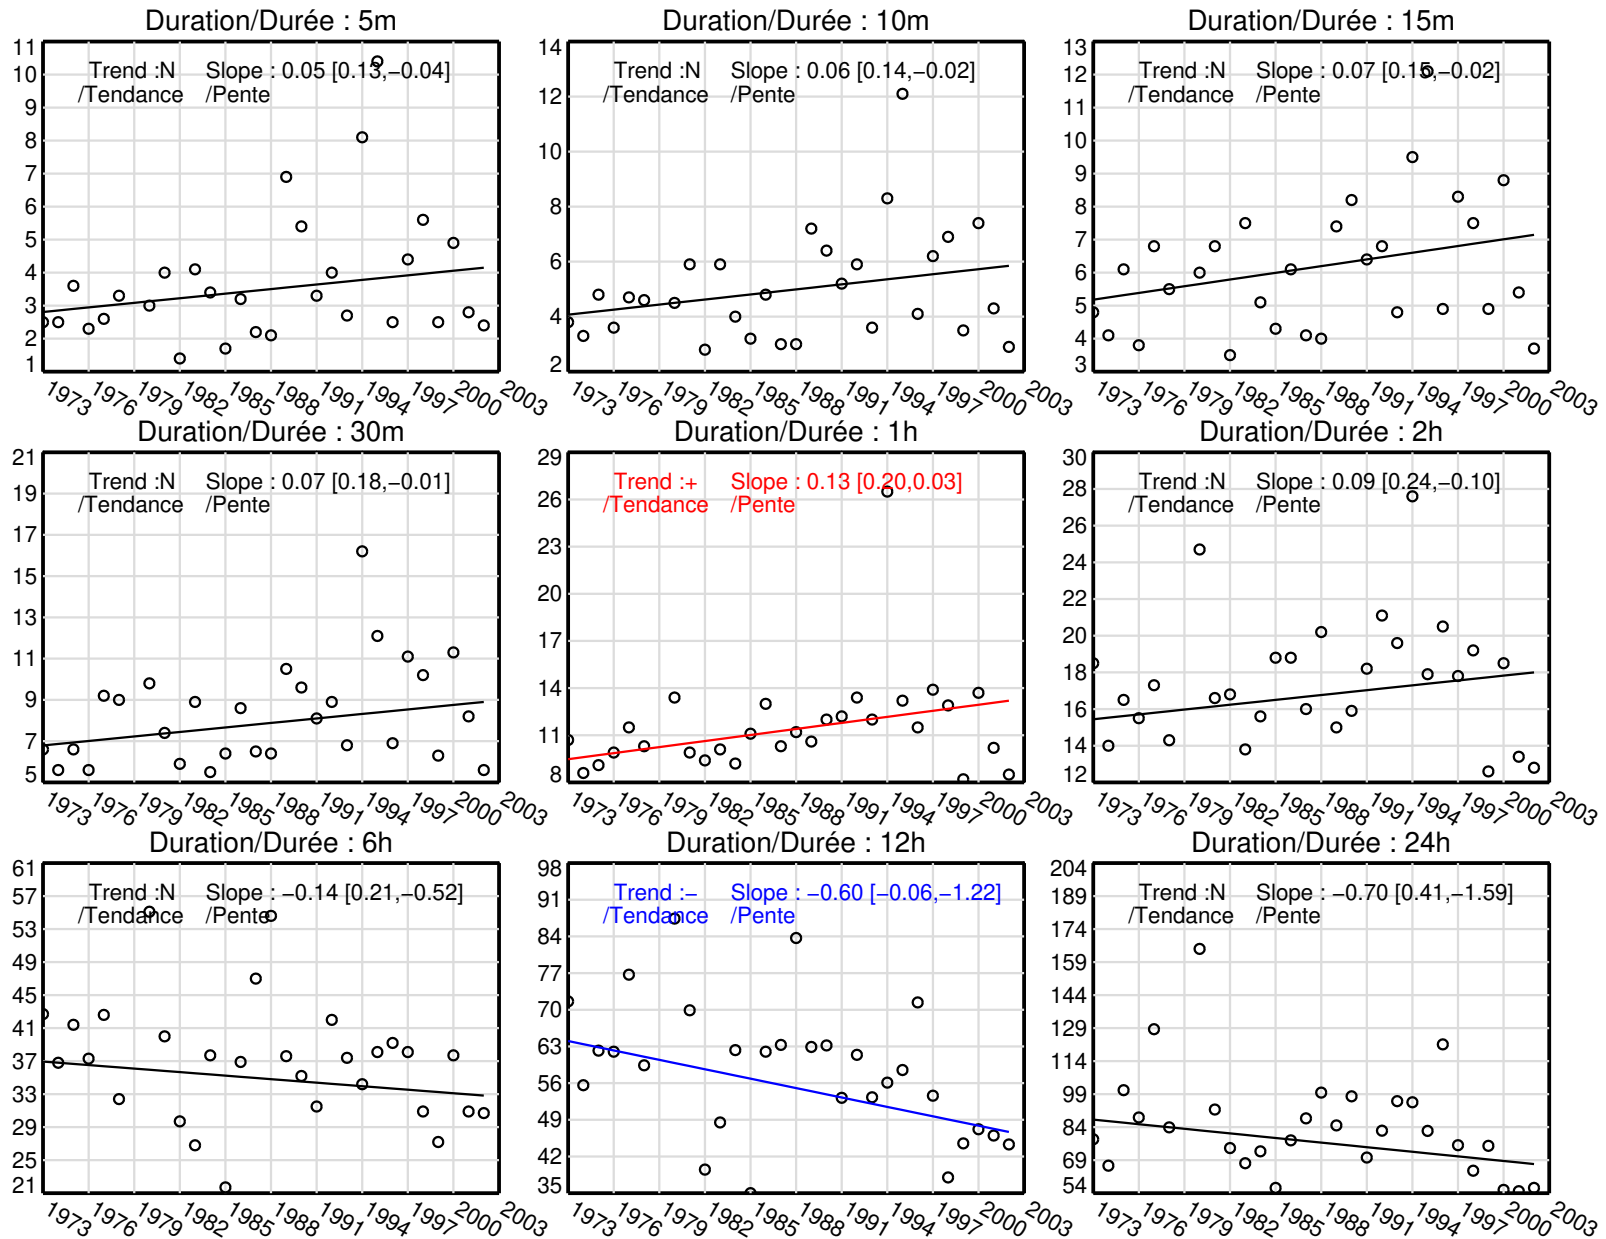 Duration/Durée : 5m
11
10
9
8
7
6
5
4
3
2
1
Trend :N Slope : 0.05 [0.13,−0.04]
/Tendance /Pente
1973 1976 1979 1982 1985 1988 1991 1994 1997 2000 2003
Duration/Durée : 10m
14
12
10
8
6
4
2
Trend :N Slope : 0.06 [0.14,−0.02]
/Tendance /Pente
1973 1976 1979 1982 1985 1988 1991 1994 1997 2000 2003
Duration/Durée : 15m
13
12
11
10
9
8
7
6
5
4
3
Trend :N Slope : 0.07 [0.15,−0.02]
/Tendance /Pente
1973 1976 1979 1982 1985 1988 1991 1994 1997 2000 2003
Duration/Durée : 30m
21
19
17
15
13
11
9
7
5
Trend :N Slope : 0.07 [0.18,−0.01]
/Tendance /Pente
1973 1976 1979 1982 1985 1988 1991 1994 1997 2000 2003
Duration/Durée : 1h
29
26
23
20
17
14
11
8
Trend :+ Slope : 0.13 [0.20,0.03]
/Tendance /Pente
1973 1976 1979 1982 1985 1988 1991 1994 1997 2000 2003
Duration/Durée : 2h
30
28
26
24
22
20
18
16
14
12
Trend :N Slope : 0.09 [0.24,−0.10]
/Tendance /Pente
1973 1976 1979 1982 1985 1988 1991 1994 1997 2000 2003
Duration/Durée : 6h
61
57
53
49
45
41
37
33
29
25
21
Trend :N Slope : −0.14 [0.21,−0.52]
/Tendance /Pente
1973 1976 1979 1982 1985 1988 1991 1994 1997 2000 2003
Duration/Durée : 12h
98
91
84
77
70
63
56
49
42
35
Trend :− Slope : −0.60 [−0.06,−1.22]
/Tendance /Pente
1973 1976 1979 1982 1985 1988 1991 1994 1997 2000 2003
Duration/Durée : 24h
204
189
174
159
144
129
114
99
84
69
54
Trend :N Slope : −0.70 [0.41,−1.59]
/Tendance /Pente
1973 1976 1979 1982 1985 1988 1991 1994 1997 2000 2003